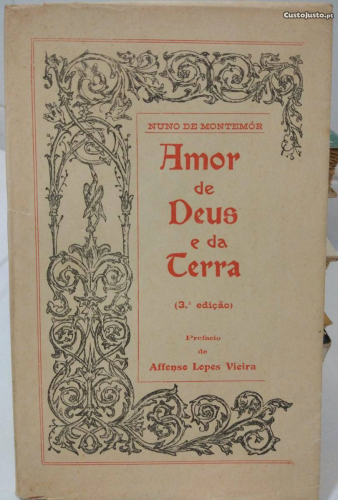 CustoJusto.pt
NUNO DE MONTEMÓR
Amor
de
Deus
e da
Terra
(3.ª edição)
Prefacio
de
Affonso Lopes Vieira